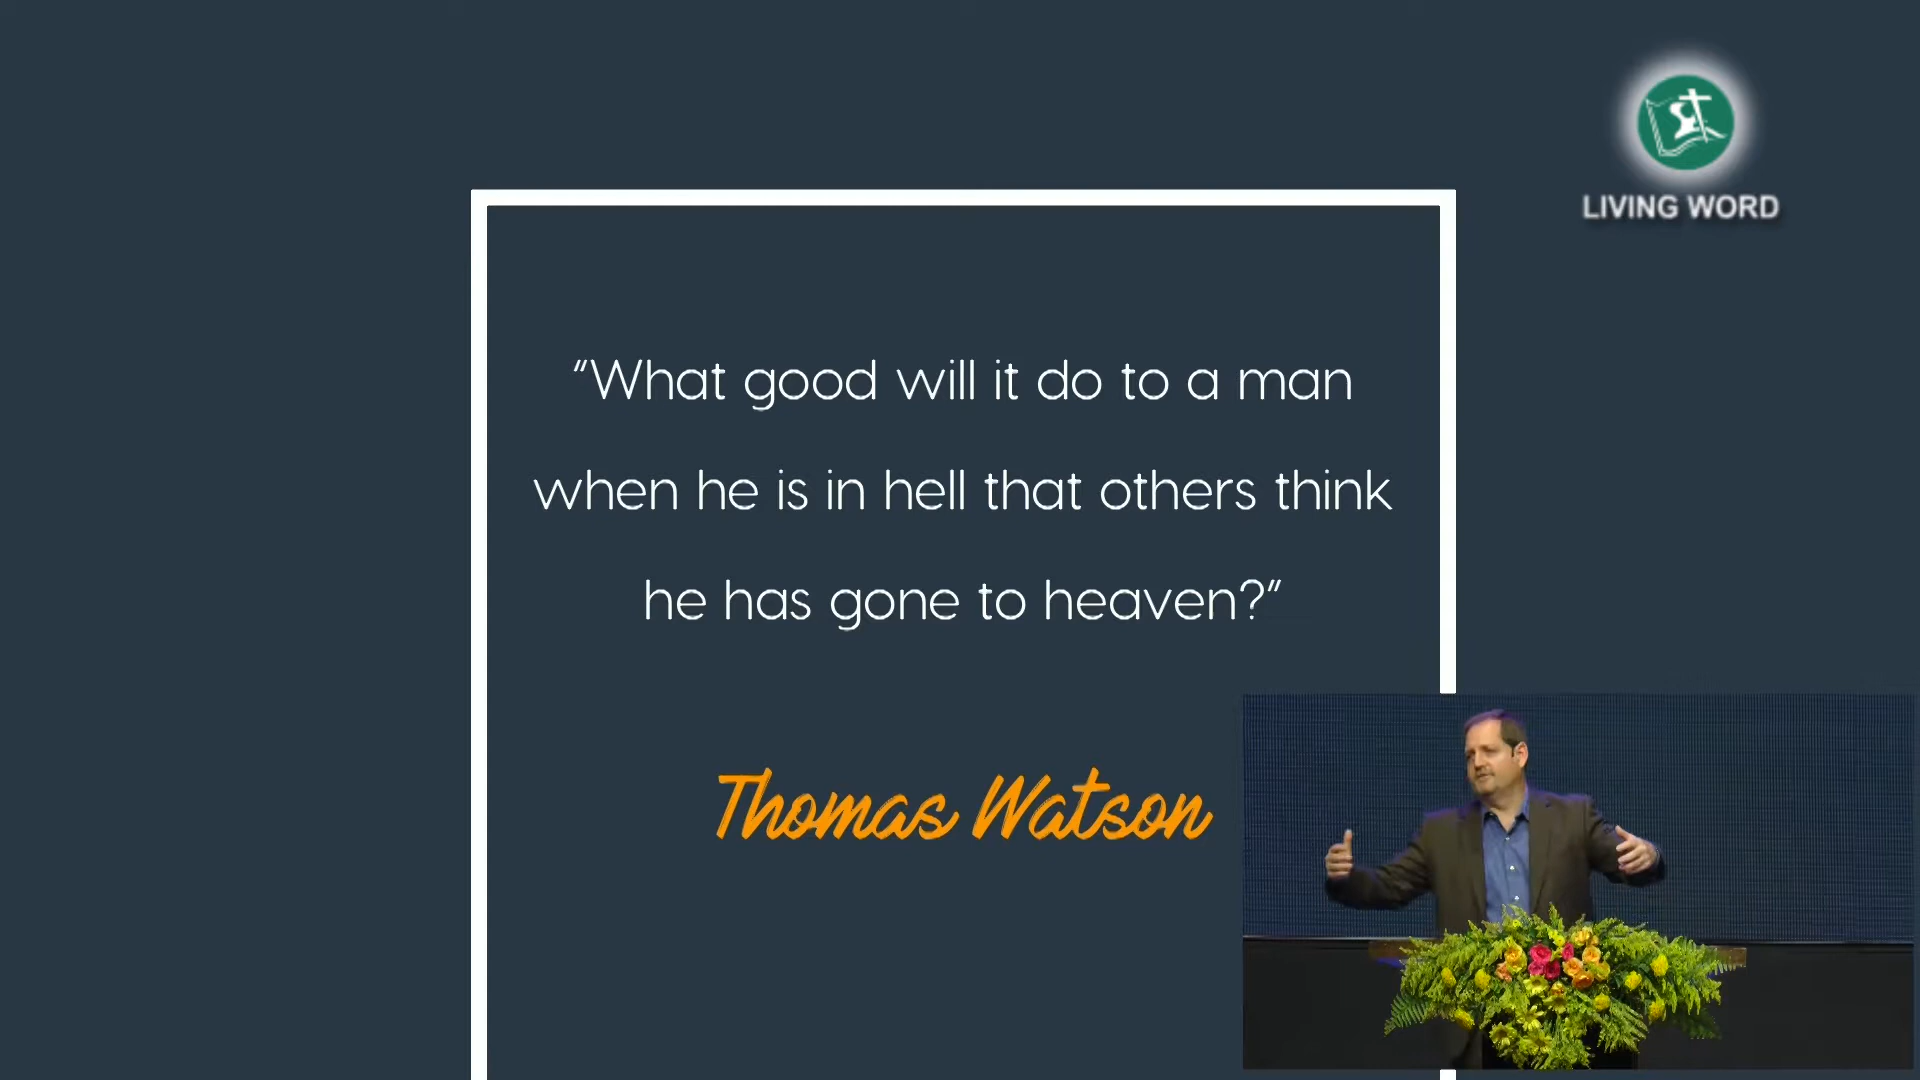 LIVING WORD
“What good will it do to a man
when he is in hell that others think
he has gone to heaven?”
Thomas Watson